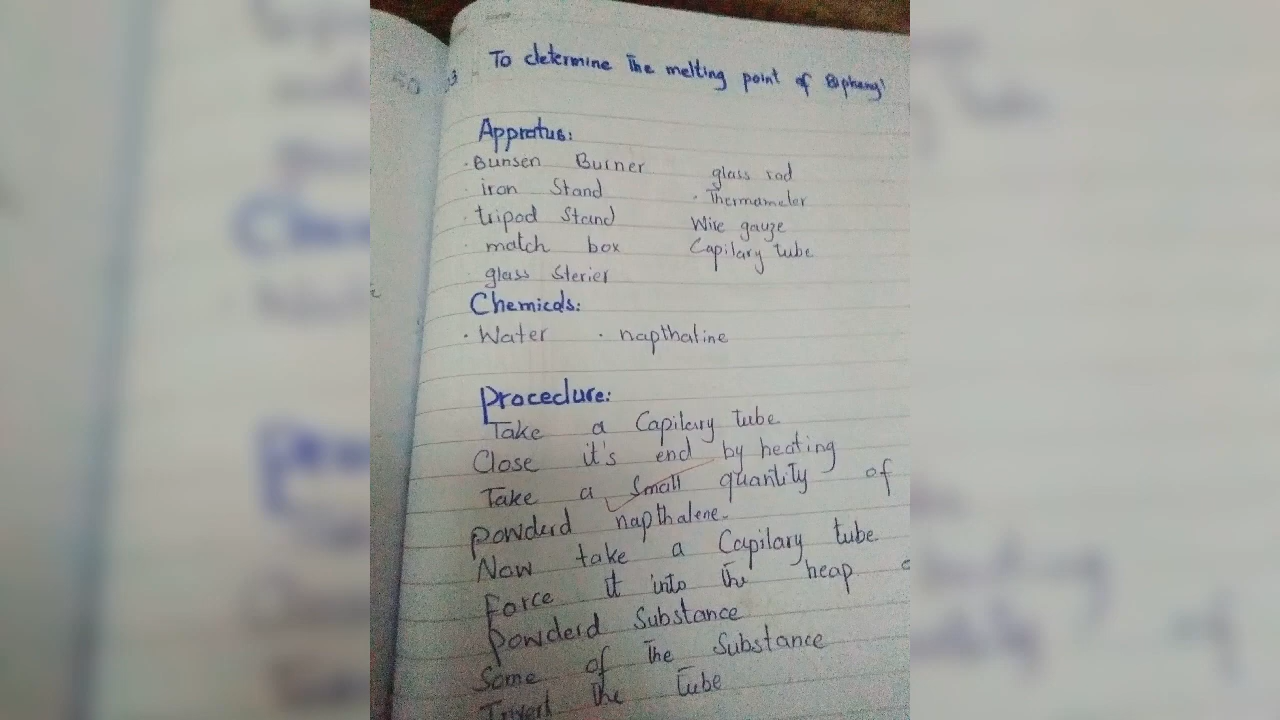 To determine The melting point of Biphenyl
Appratus:
· Bunsen Burner glass rod
· iron Stand · Thermameter
· tripod Stand Wire gauze
· match box Capilary tube
· glass Sterier
Chemicals:
· Water · napthaline
Procedure:
Take a Capilary tube
Close it's end by heating
Take a Small quantity of
powderd napthalene.
Now take a Capilary tube
Force it into the heap
powderd Substance
Some of The Substance
Invert the tube